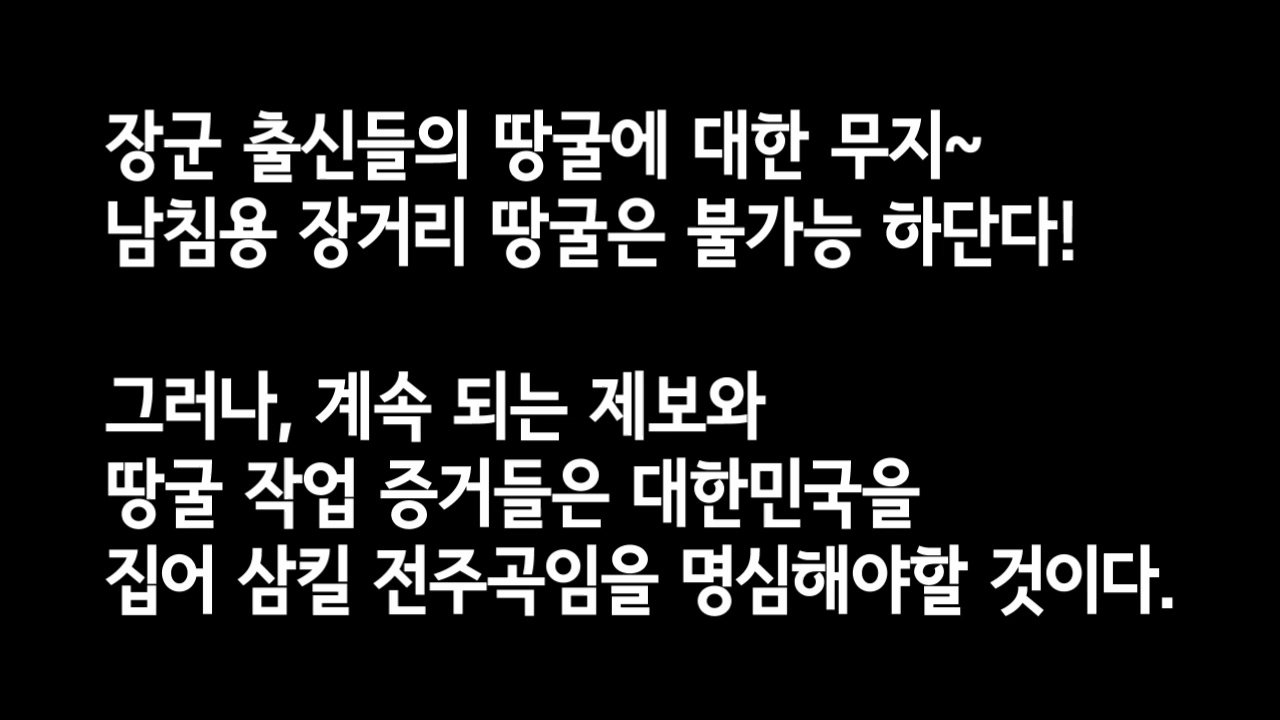 장군 출신들의 땅굴에 대한 무지~
남침용 장거리 땅굴은 불가능 하단다!
그러나, 계속 되는 제보와
땅굴 작업 증거들은 대한민국을
집어 삼킬 전주곡임을 명심해야할 것이다.